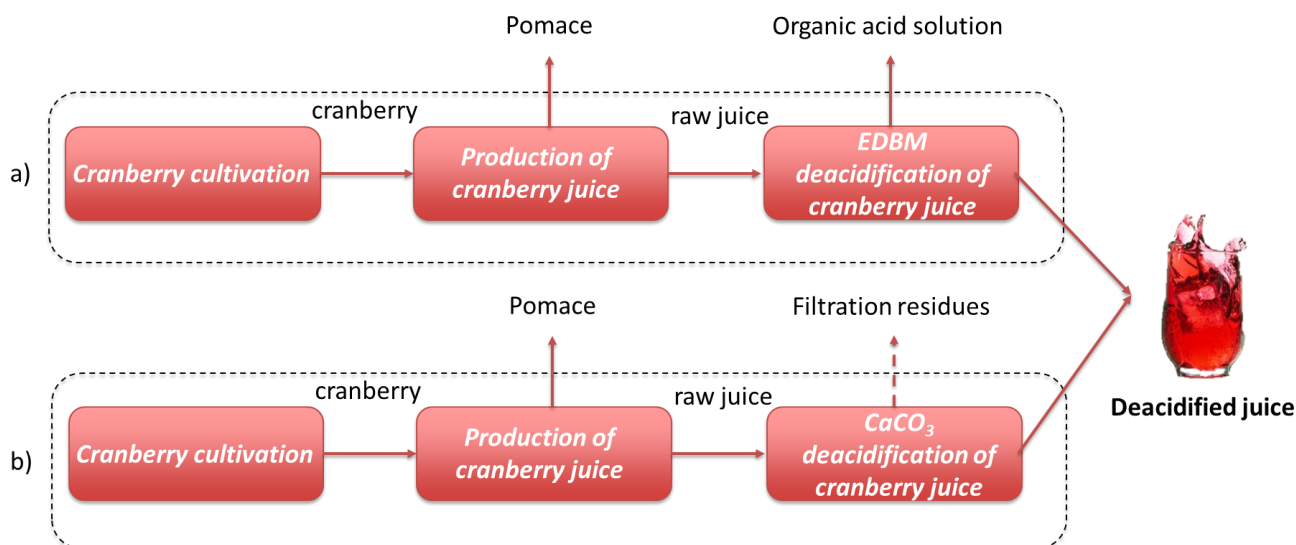 Pomace
Organic acid solution
cranberry
raw juice
a)
Cranberry cultivation
Production of
cranberry juice
EDBM
deacidification of
cranberry juice
Pomace
Filtration residues
cranberry
raw juice
b)
Cranberry cultivation
Production of
cranberry juice
CaCO₃
deacidification of
cranberry juice
Deacidified juice